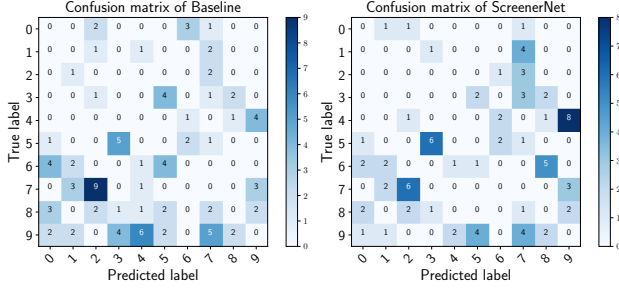 Confusion matrix of Baseline
0 0 0 2 0 0 0 3 1 0 0
1 0 0 1 0 1 0 0 2 0 0
2 0 1 0 0 0 0 0 2 0 0
3 0 0 1 0 0 4 0 1 2 0
4 0 0 0 0 0 0 1 0 1 4
5 1 0 0 5 0 0 2 1 0 0
6 4 2 0 0 1 4 0 0 0 0
7 0 3 9 0 1 0 0 0 0 3
8 3 0 2 1 1 2 0 2 0 2
9 2 2 0 4 6 2 0 5 2 0
0 1 2 3 4 5 6 7 8 9
True label
Predicted label
9
8
7
6
5
4
3
2
1
0
Confusion matrix of ScreenerNet
0 0 1 1 0 0 0 0 1 0 0
1 0 0 0 1 0 0 0 4 0 0
2 0 0 0 0 0 0 1 3 0 0
3 0 0 0 0 0 2 0 3 2 0
4 0 0 1 0 0 0 2 0 1 8
5 1 0 0 6 0 0 2 1 0 0
6 2 2 0 0 1 1 0 0 5 0
7 0 2 6 0 0 0 0 0 0 3
8 2 0 2 1 0 0 0 1 0 2
9 1 1 0 0 2 4 0 4 2 0
0 1 2 3 4 5 6 7 8 9
True label
Predicted label
8
7
6
5
4
3
2
1
0